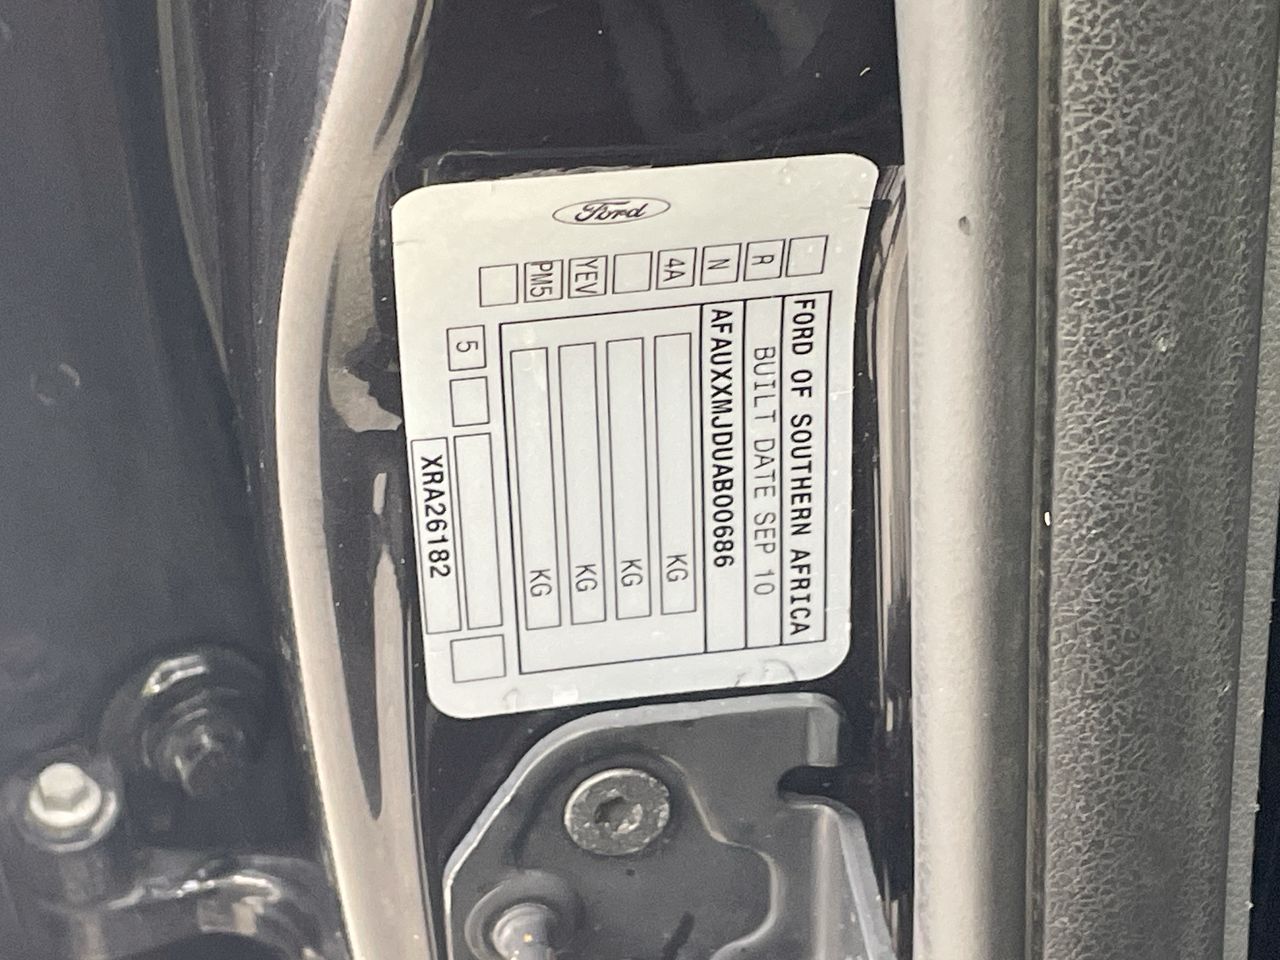 Ford
FORD OF SOUTHERN AFRICA
BUILT DATE SEP 10
AFAUXXMJDUAB00686
KG
KG
KG
KG
R
N
4A
YEV
PM5
5
XRA26182